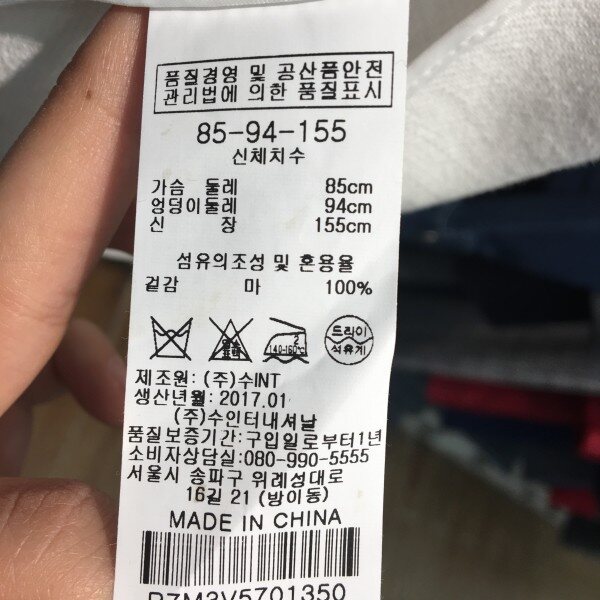 품질경영 및 공산품안전
관리법에 의한 품질표시
85-94-155
신체치수
가슴 둘레 85cm
엉덩이둘레 94cm
신 장 155cm
섬유의조성 및 혼용율
겉감 마 100%
2
140-160℃
드라이
석유계
제조원: (주)수INT
생산년월: 2017.01
(주)수인터내셔날
품질보증기간: 구입일로부터1년
소비자상담실: 080-990-5555
서울시 송파구 위례성대로
16길 21 (방이동)
MADE IN CHINA